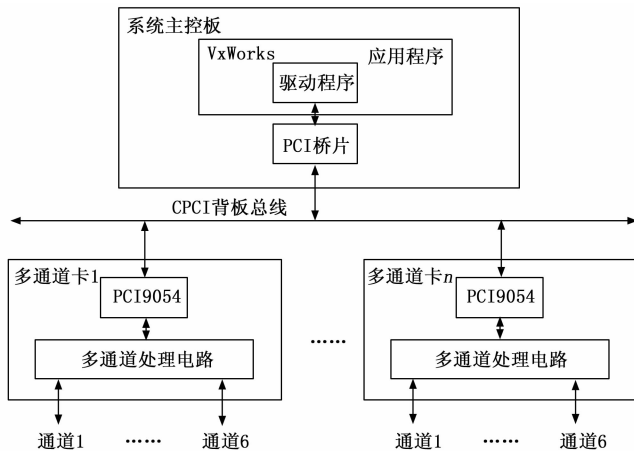 系统主控板
VxWorks 应用程序
驱动程序
PCI桥片
CPCI背板总线
多通道卡1 多通道卡n
PCI9054 PCI9054
…… 
多通道处理电路 多通道处理电路
通道1 …… 通道6 通道1 …… 通道6